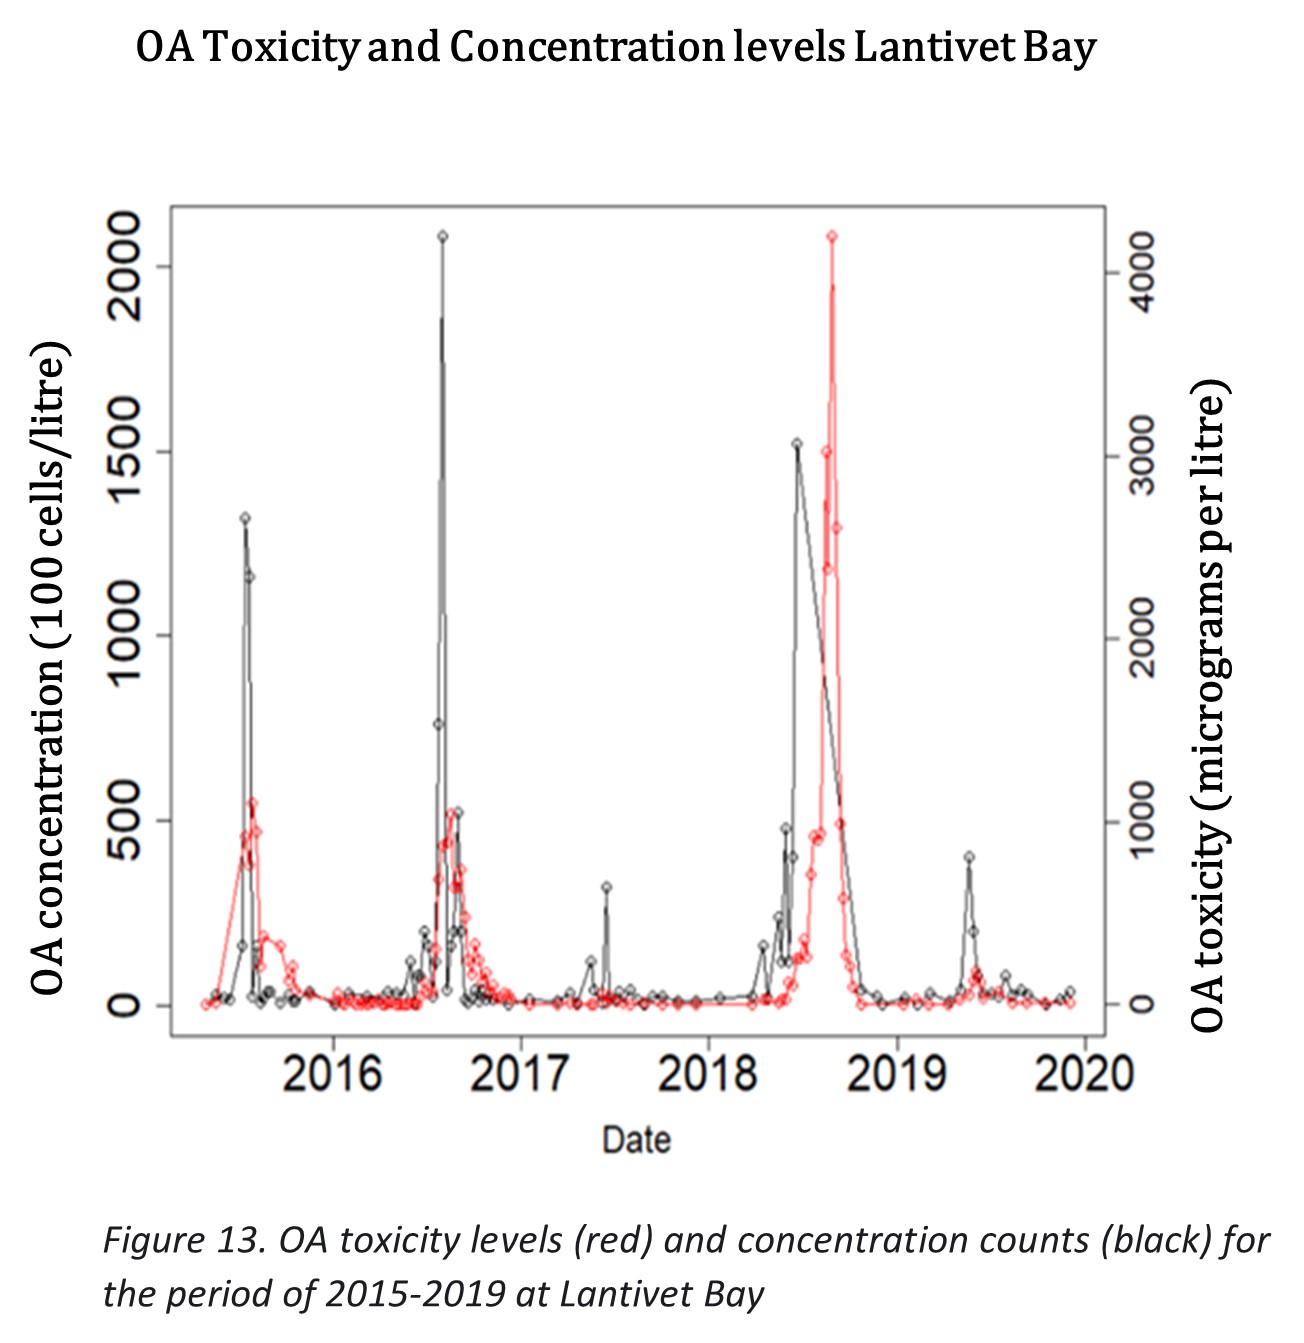 OA Toxicity and Concentration levels Lantivet Bay
OA concentration (100 cells/litre)
2000
1500
1000
500
0
4000
3000
2000
1000
0
OA toxicity (micrograms per litre)
2016 2017 2018 2019 2020
Date
Figure 13. OA toxicity levels (red) and concentration counts (black) for
the period of 2015-2019 at Lantivet Bay